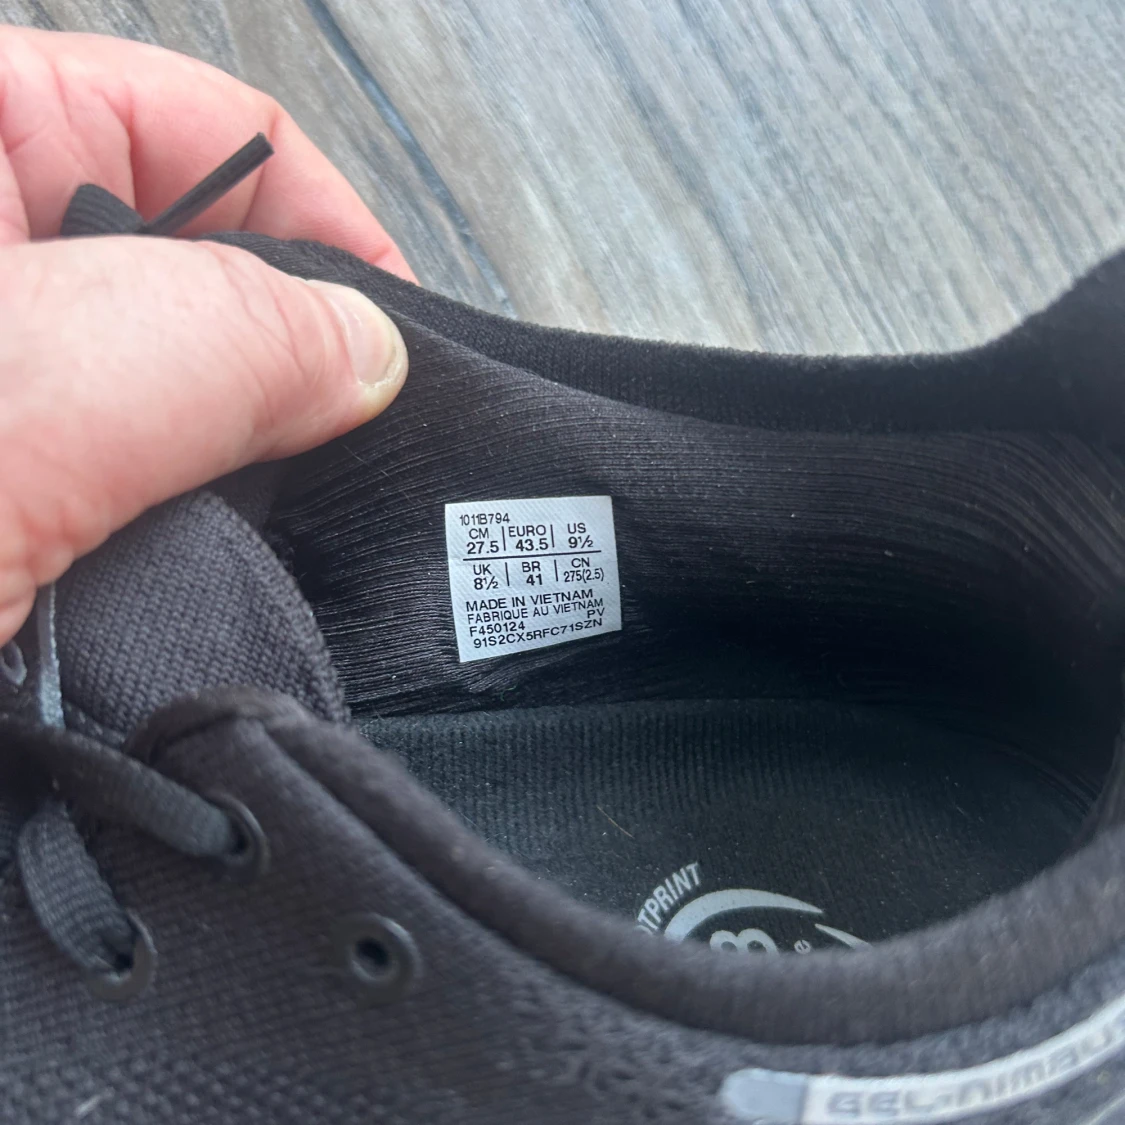 1011B794
CM EURO US
27.5 43.5 9½
UK BR CN
8½ 41 275(2.5)
MADE IN VIETNAM
FABRIQUE AU VIETNAM
F450124 PV
91S2CX5RFC71SZN
GEL-NIMBUS